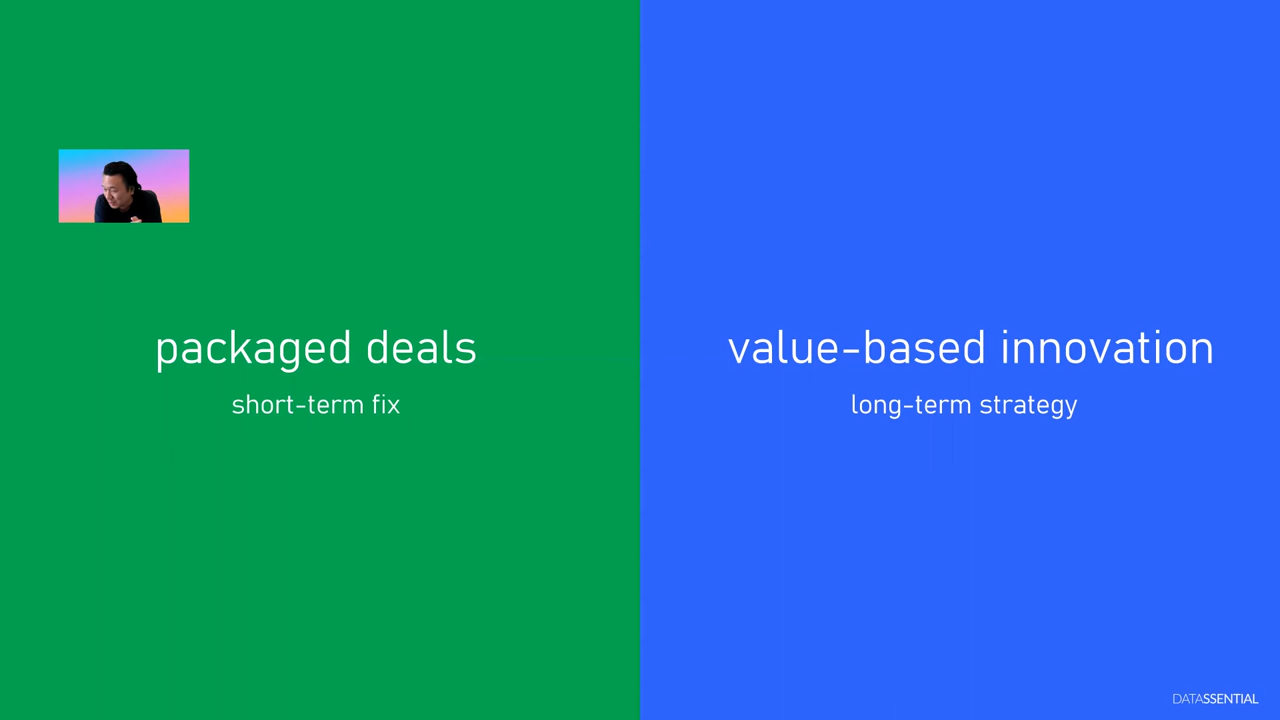 packaged deals
short-term fix
value-based innovation
long-term strategy
DATASSENTIAL